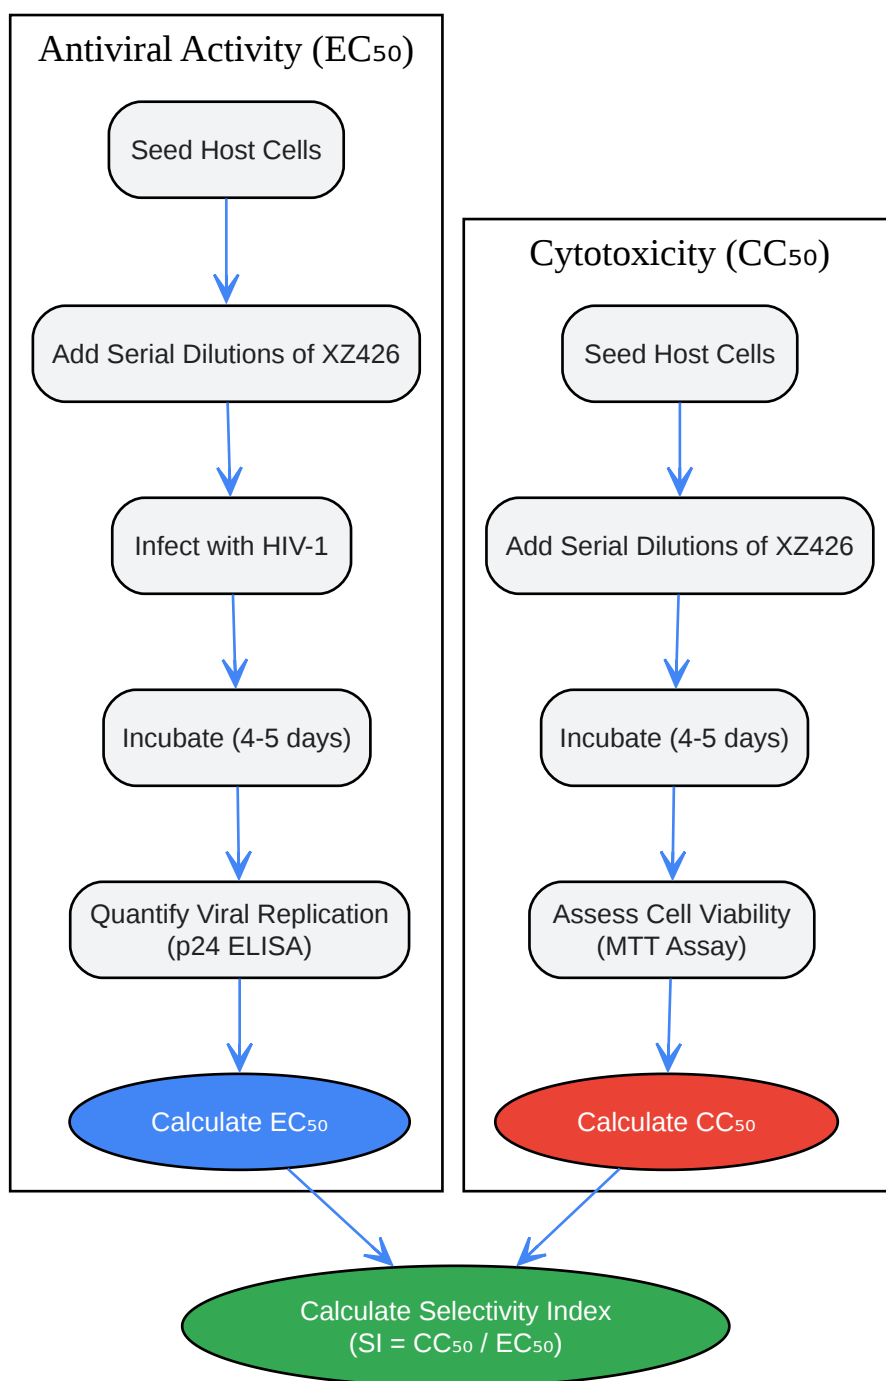 Antiviral Activity (EC₅₀)
Seed Host Cells
Add Serial Dilutions of XZ426
Infect with HIV-1
Incubate (4-5 days)
Quantify Viral Replication
(p24 ELISA)
Calculate EC₅₀
Cytotoxicity (CC₅₀)
Seed Host Cells
Add Serial Dilutions of XZ426
Incubate (4-5 days)
Assess Cell Viability
(MTT Assay)
Calculate CC₅₀
Calculate Selectivity Index
(SI = CC₅₀ / EC₅₀)